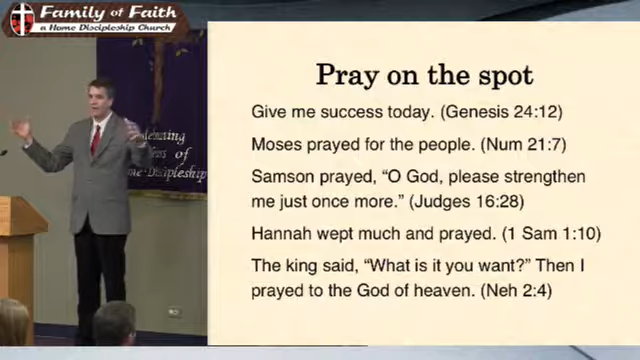 Family of Faith
a Home Discipleship Church
Pray on the spot
Give me success today. (Genesis 24:12)
Moses prayed for the people. (Num 21:7)
Samson prayed, “O God, please strengthen
me just once more.” (Judges 16:28)
Hannah wept much and prayed. (1 Sam 1:10)
The king said, “What is it you want?” Then I
prayed to the God of heaven. (Neh 2:4)
of
Discipleship